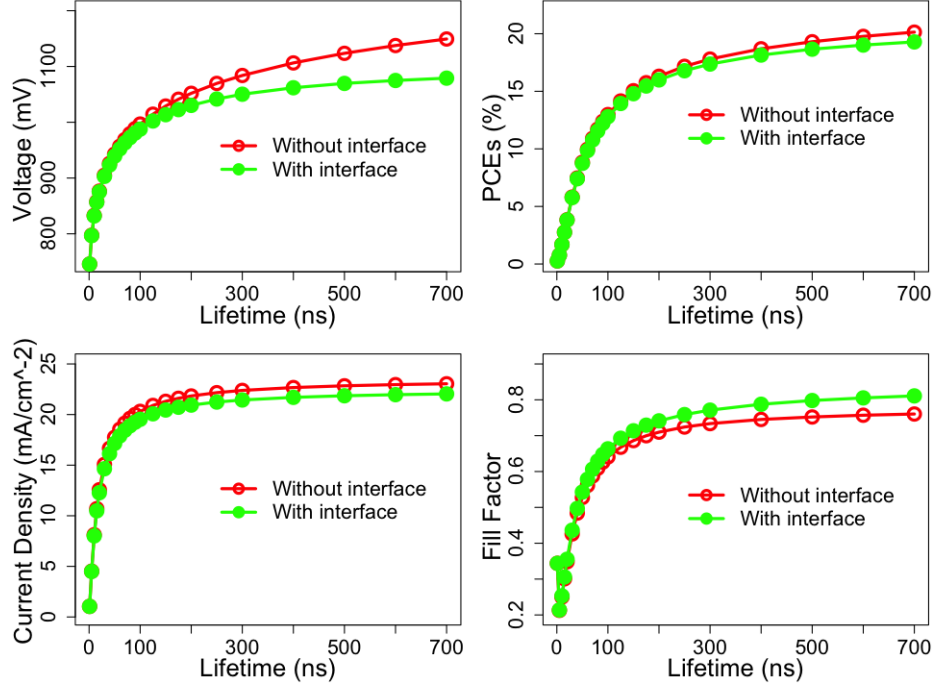 Voltage (mV)
1100
1000
900
800
Without interface
With interface
0 100 300 500 700
Lifetime (ns)
PCEs (%)
20
15
10
5
0
Without interface
With interface
0 100 300 500 700
Lifetime (ns)
Current Density (mA/cm^-2)
25
20
15
10
5
0
Without interface
With interface
0 100 300 500 700
Lifetime (ns)
Fill Factor
0.8
0.6
0.4
0.2
Without interface
With interface
0 100 300 500 700
Lifetime (ns)